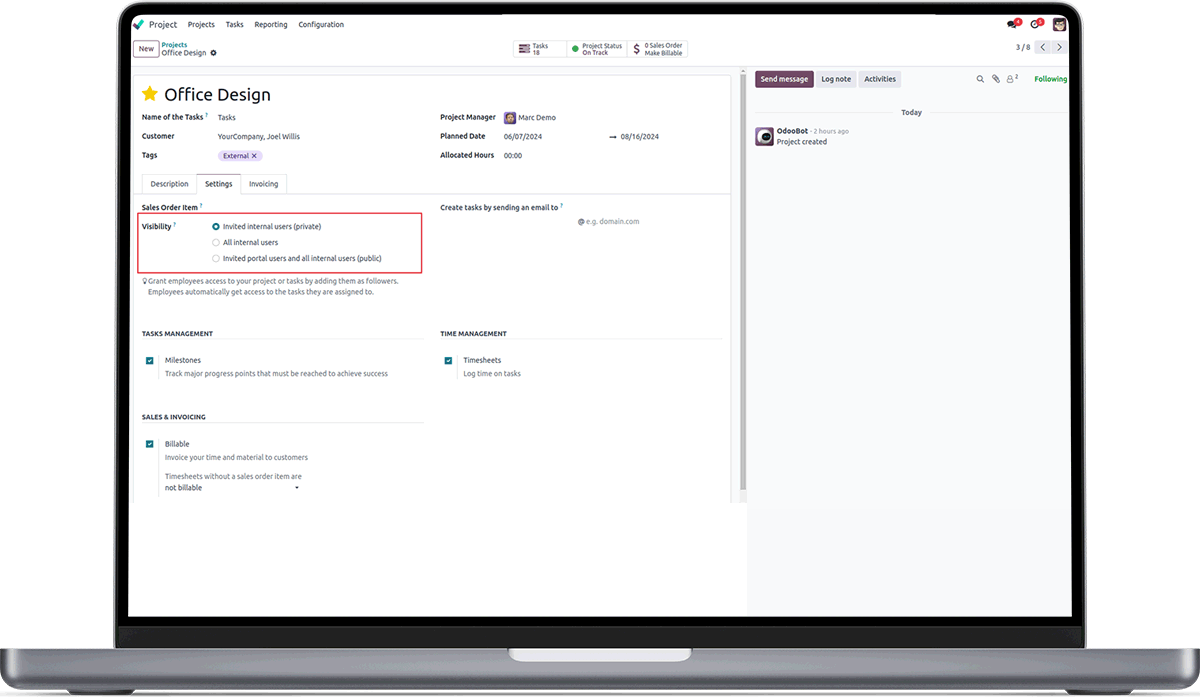 Project Projects Tasks Reporting Configuration 4 5
New
Projects
Office Design
Tasks
18
Project Status
On Track
$
0 Sales Order
Make Billable
3 / 8
Office Design
Name of the Tasks ? Tasks
Customer YourCompany, Joel Willis
Tags External ✕
Project Manager Marc Demo
Planned Date 06/07/2024 → 08/16/2024
Allocated Hours 00:00
Description Settings Invoicing
Sales Order Item ?
Visibility ? Invited internal users (private)
All internal users
Invited portal users and all internal users (public)
Grant employees access to your project or tasks by adding them as followers.
Employees automatically get access to the tasks they are assigned to.
Create tasks by sending an email to ?
@ e.g. domain.com
TASKS MANAGEMENT
Milestones
Track major progress points that must be reached to achieve success
TIME MANAGEMENT
Timesheets
Log time on tasks
SALES & INVOICING
Billable
Invoice your time and material to customers
Timesheets without a sales order item are
not billable
Send message Log note Activities 2 Following
Today
OdooBot - 2 hours ago
Project created